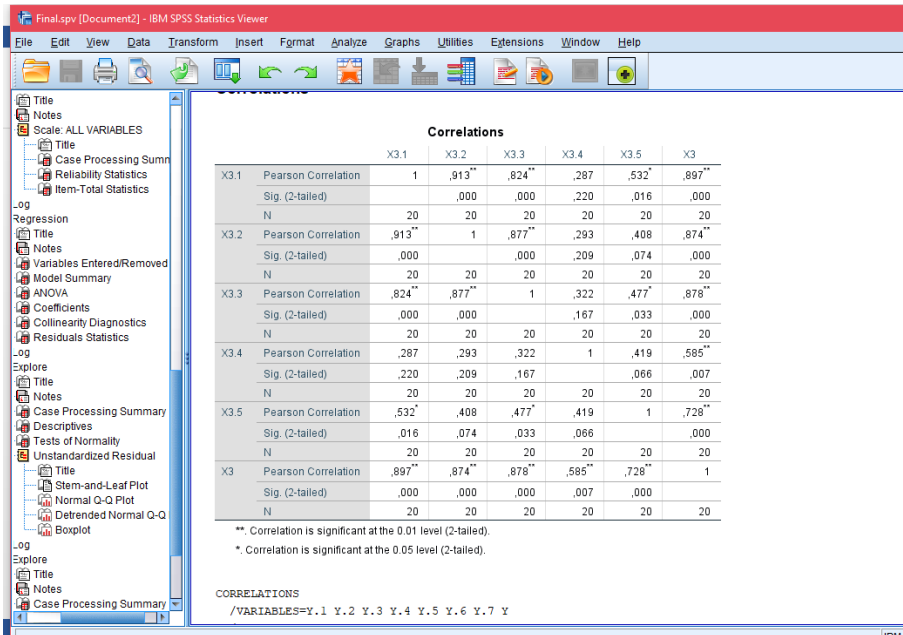 Final.spv [Document2] - IBM SPSS Statistics Viewer
File Edit View Data Transform Insert Format Analyze Graphs Utilities Extensions Window Help
Title
Notes
Scale: ALL VARIABLES
Title
Case Processing Summ
Reliability Statistics
Item-Total Statistics
Log
Regression
Title
Notes
Variables Entered/Removed
Model Summary
ANOVA
Coefficients
Collinearity Diagnostics
Residuals Statistics
Log
Explore
Title
Notes
Case Processing Summary
Descriptives
Tests of Normality
Unstandardized Residual
Title
Stem-and-Leaf Plot
Normal Q-Q Plot
Detrended Normal Q-Q
Boxplot
Log
Explore
Title
Notes
Case Processing Summary
Correlations
Correlations
X3.1 X3.2 X3.3 X3.4 X3.5 X3
X3.1 Pearson Correlation 1 ,913** ,824** ,287 ,532* ,897**
Sig. (2-tailed) ,000 ,000 ,220 ,016 ,000
N 20 20 20 20 20 20
X3.2 Pearson Correlation ,913** 1 ,877** ,293 ,408 ,874**
Sig. (2-tailed) ,000 ,000 ,209 ,074 ,000
N 20 20 20 20 20 20
X3.3 Pearson Correlation ,824** ,877** 1 ,322 ,477* ,878**
Sig. (2-tailed) ,000 ,000 ,167 ,033 ,000
N 20 20 20 20 20 20
X3.4 Pearson Correlation ,287 ,293 ,322 1 ,419 ,585**
Sig. (2-tailed) ,220 ,209 ,167 ,066 ,007
N 20 20 20 20 20 20
X3.5 Pearson Correlation ,532* ,408 ,477* ,419 1 ,728**
Sig. (2-tailed) ,016 ,074 ,033 ,066 ,000
N 20 20 20 20 20 20
X3 Pearson Correlation ,897** ,874** ,878** ,585** ,728** 1
Sig. (2-tailed) ,000 ,000 ,000 ,007 ,000
N 20 20 20 20 20 20
**. Correlation is significant at the 0.01 level (2-tailed).
*. Correlation is significant at the 0.05 level (2-tailed).
CORRELATIONS
/VARIABLES=Y.1 Y.2 Y.3 Y.4 Y.5 Y.6 Y.7 Y